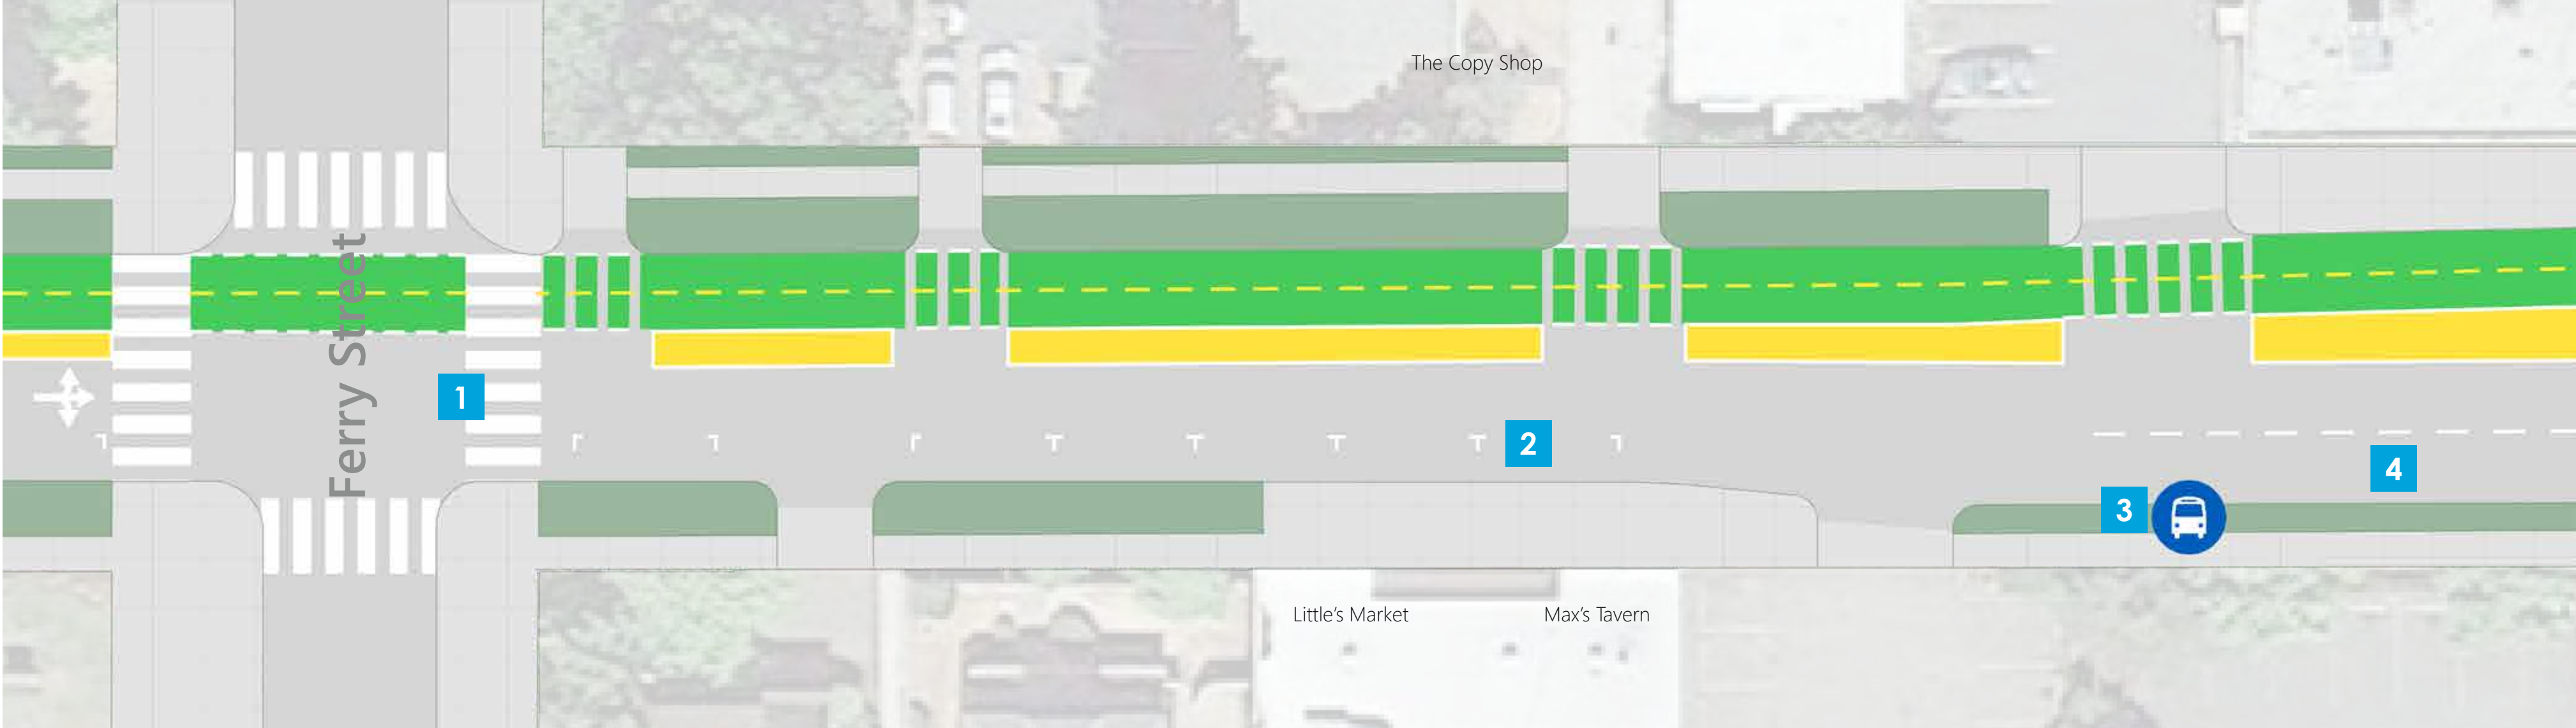 The Copy Shop
Ferry Street
1
2
3
4
Little's Market
Max's Tavern